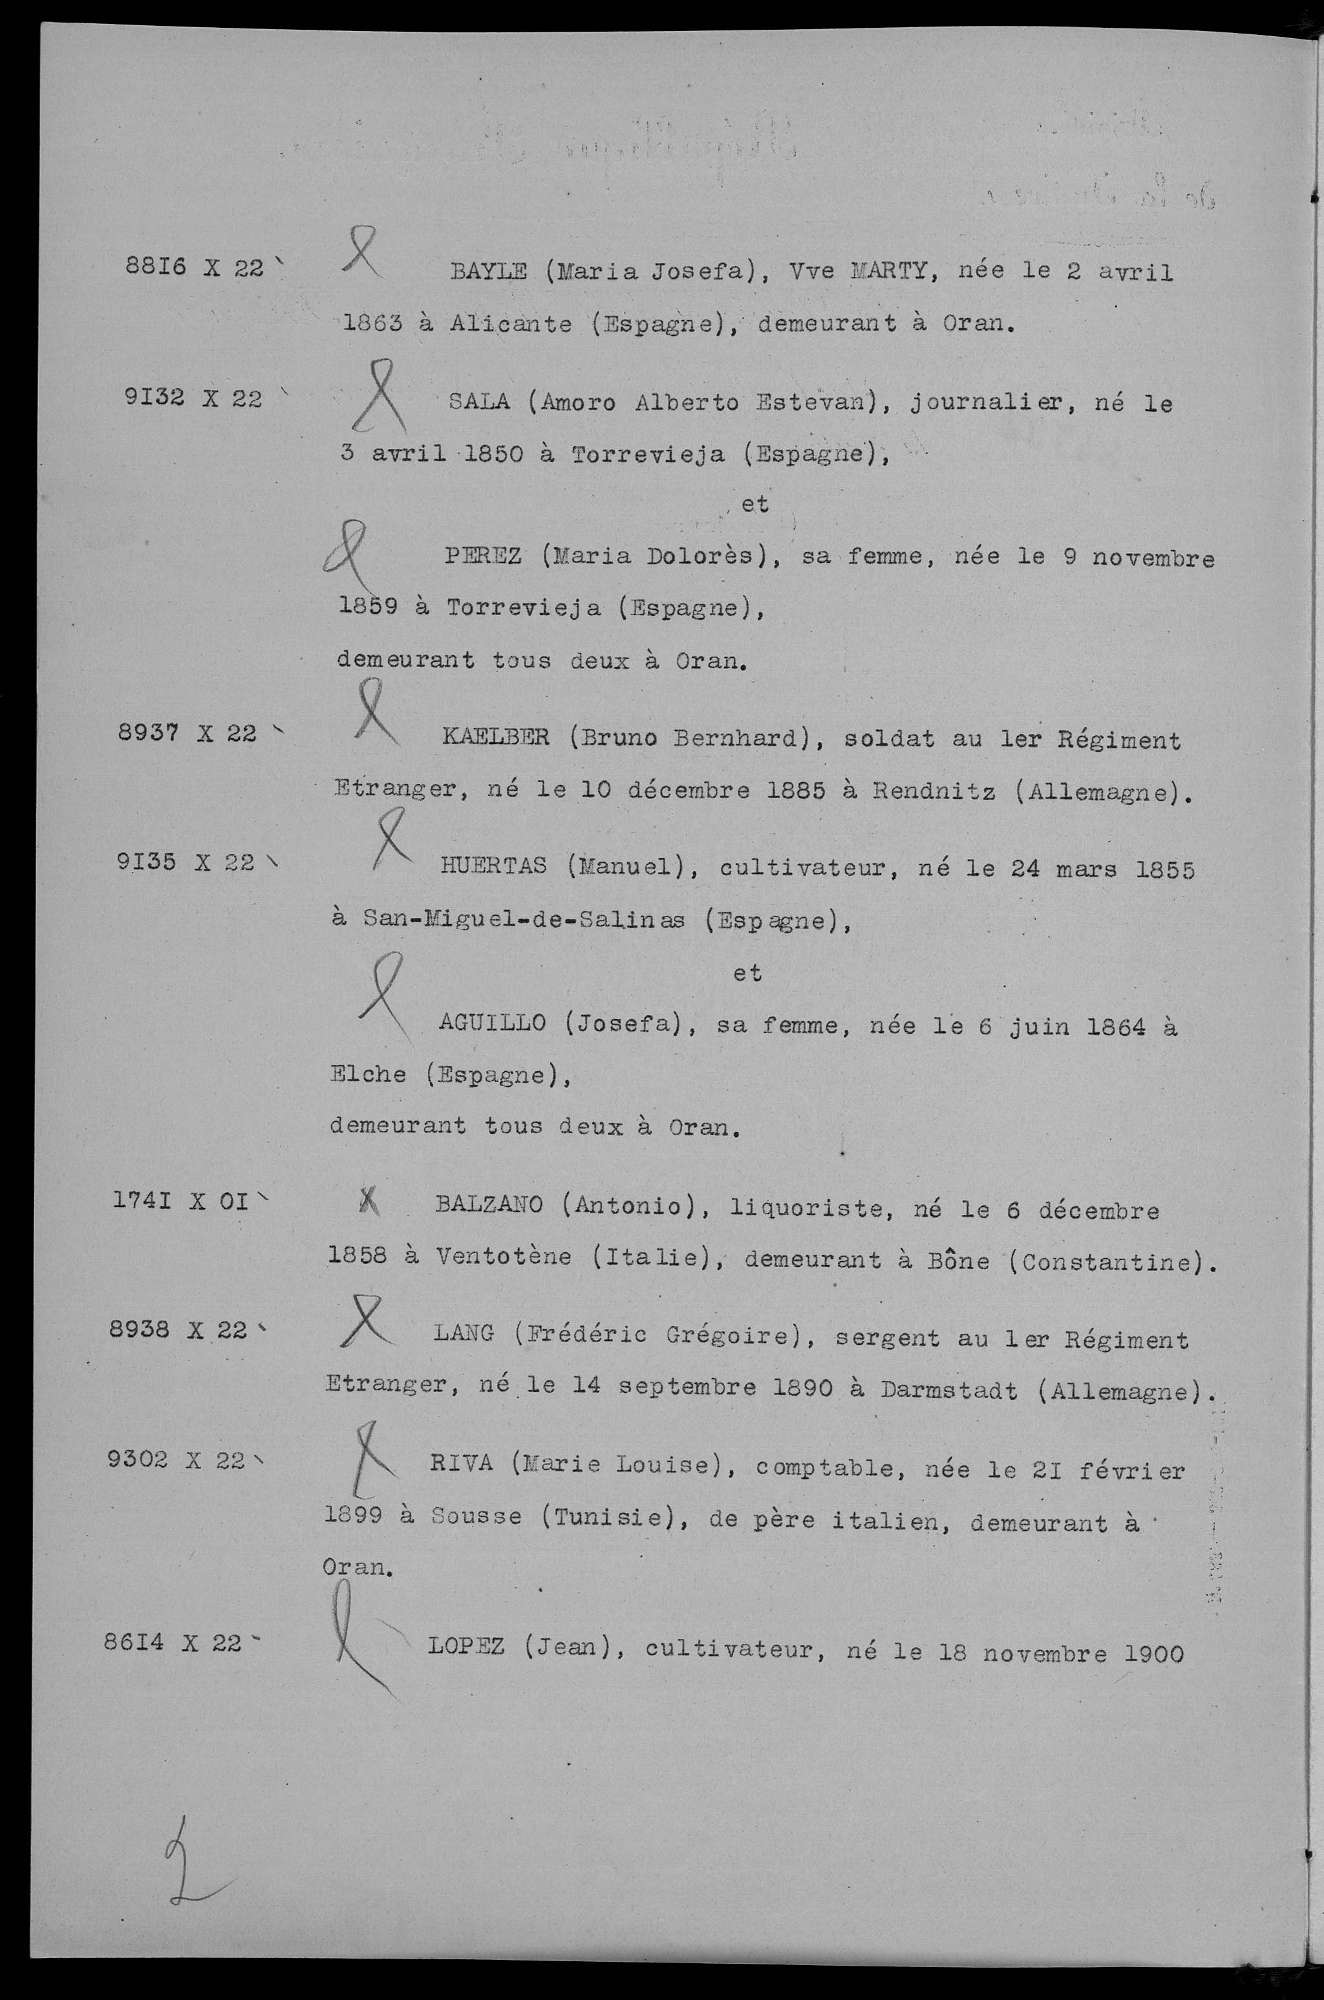 88I6 X 22 BAYLE (Maria Josefa), Vve MARTY, née le 2 avril
1863 à Alicante (Espagne), demeurant à Oran.
9I32 X 22 SALA (Amoro Alberto Estevan), journalier, né le
3 avril 1850 à Torrevieja (Espagne),
et
PEREZ (Maria Dolorès), sa femme, née le 9 novembre
1859 à Torrevieja (Espagne),
demeurant tous deux à Oran.
8937 X 22 KAELBER (Bruno Bernhard), soldat au 1er Régiment
Etranger, né le 10 décembre 1885 à Rendnitz (Allemagne).
9I35 X 22 HUERTAS (Manuel), cultivateur, né le 24 mars 1855
à San-Miguel-de-Salinas (Espagne),
et
AGUILLO (Josefa), sa femme, née le 6 juin 1864 à
Elche (Espagne),
demeurant tous deux à Oran.
174I X OI BALZANO (Antonio), liquoriste, né le 6 décembre
1858 à Ventotène (Italie), demeurant à Bône (Constantine).
8938 X 22 LANG (Frédéric Grégoire), sergent au 1er Régiment
Etranger, né le 14 septembre 1890 à Darmstadt (Allemagne).
9302 X 22 RIVA (Marie Louise), comptable, née le 2I février
1899 à Sousse (Tunisie), de père italien, demeurant à
Oran.
86I4 X 22 LOPEZ (Jean), cultivateur, né le 18 novembre 1900
2